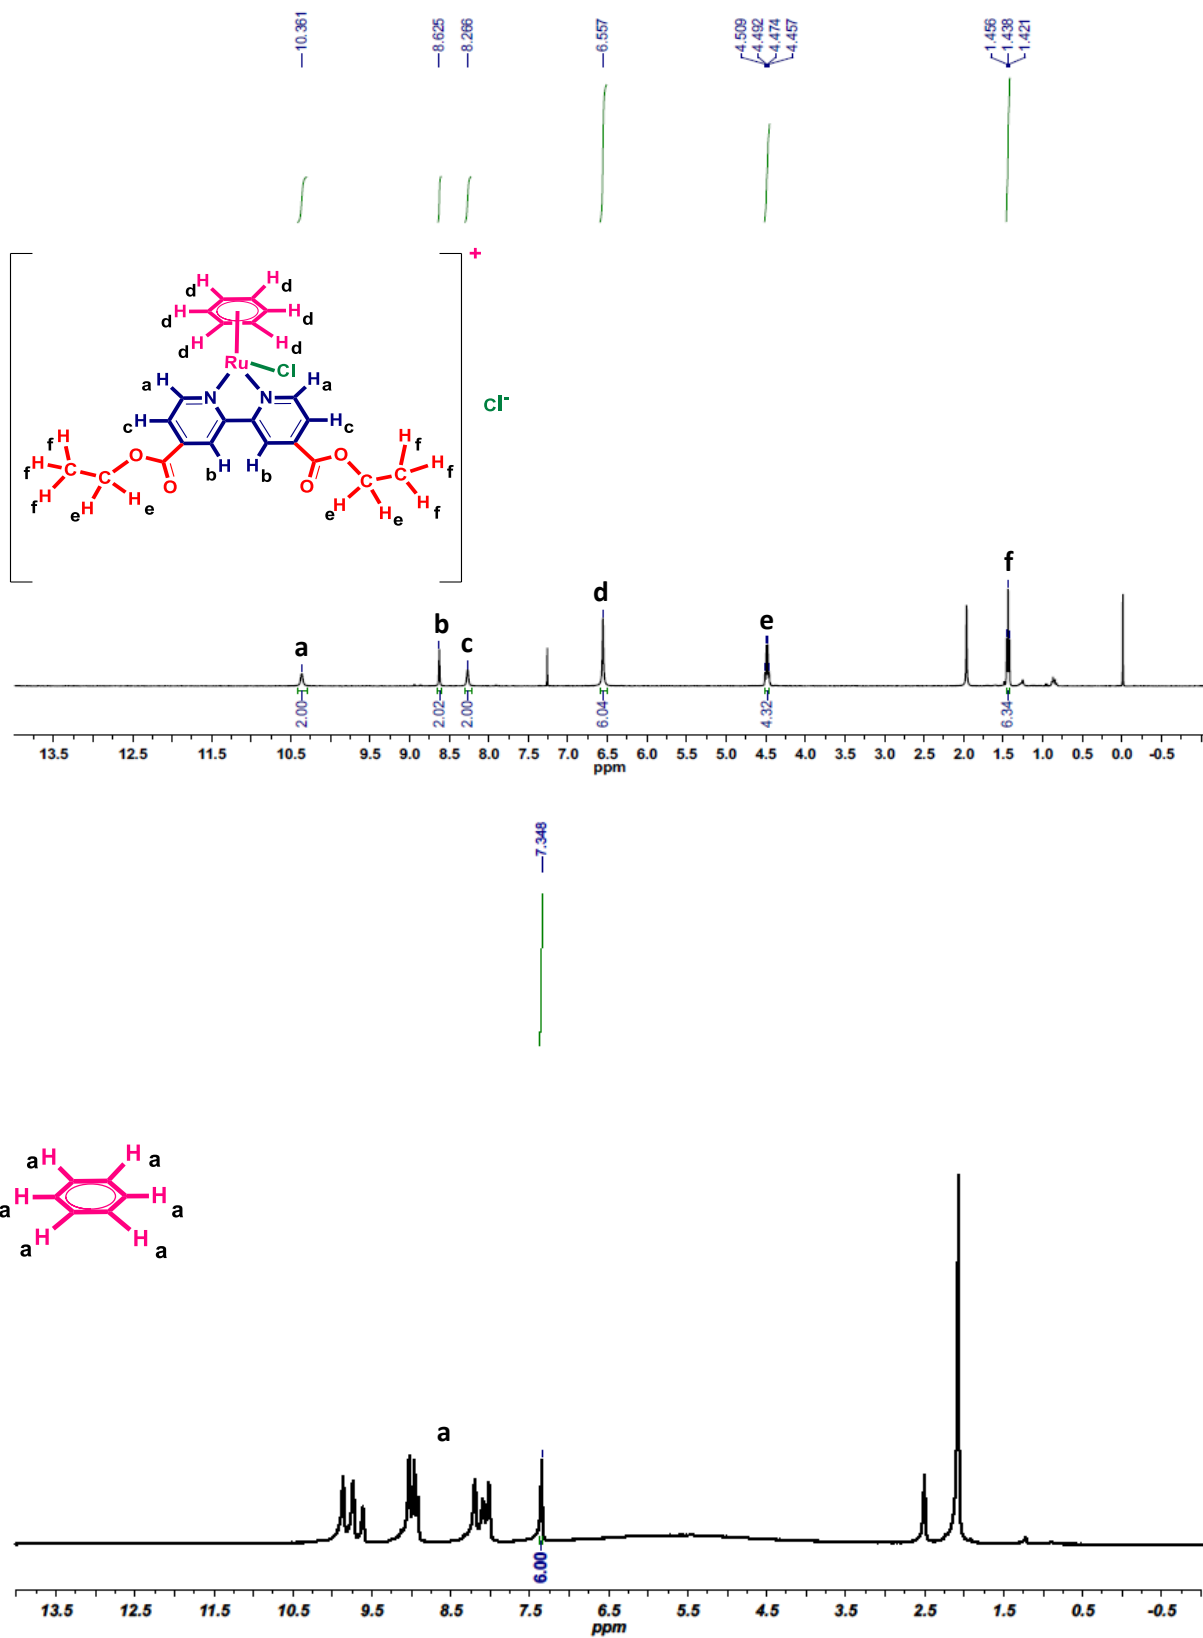 10.361
8.625
8.266
6.557
4.509
4.492
4.474
4.457
1.456
1.438
1.421
+
H d H d
d H H d
d H H d
Ru Cl
a H N N H a
c H H c
Cl-
f H O b H H b O H f
f H C C O O C C H f
f H H e H e e H H e H f
a b c d e f
2.00 2.02 2.00 6.04 4.32 6.34
13.5 12.5 11.5 10.5 9.5 9.0 8.5 8.0 7.5 7.0 6.5 6.0 5.5 5.0 4.5 4.0 3.5 3.0 2.5 2.0 1.5 1.0 0.5 0.0 -0.5
ppm
7.348
a H H a
a H H a
a H H a
a
6.00
13.5 12.5 11.5 10.5 9.5 8.5 7.5 6.5 5.5 4.5 3.5 2.5 1.5 0.5 -0.5
ppm